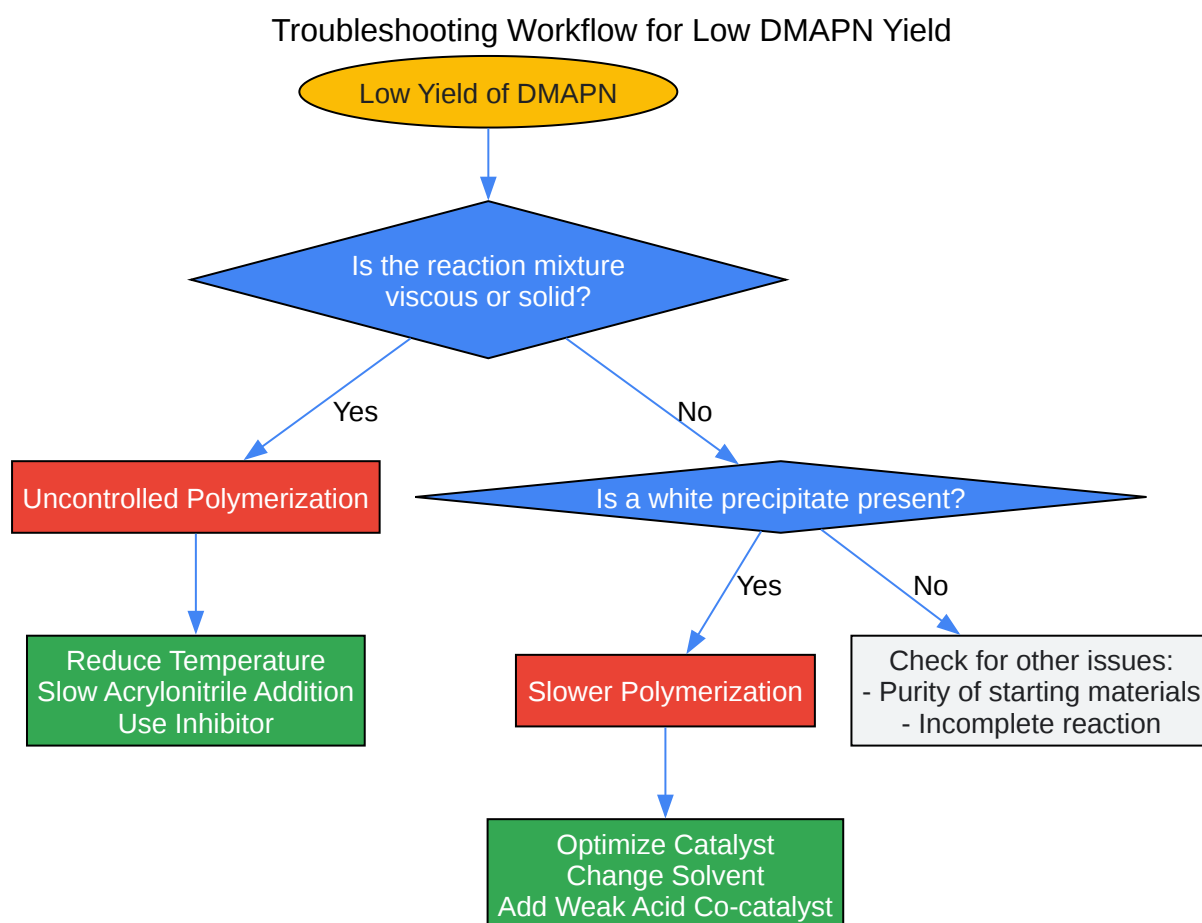 Troubleshooting Workflow for Low DMAPN Yield
Low Yield of DMAPN
Is the reaction mixture
viscous or solid?
Yes
No
Uncontrolled Polymerization
Is a white precipitate present?
Yes
No
Reduce Temperature
Slow Acrylonitrile Addition
Use Inhibitor
Slower Polymerization
Check for other issues:
- Purity of starting materials
- Incomplete reaction
Optimize Catalyst
Change Solvent
Add Weak Acid Co-catalyst